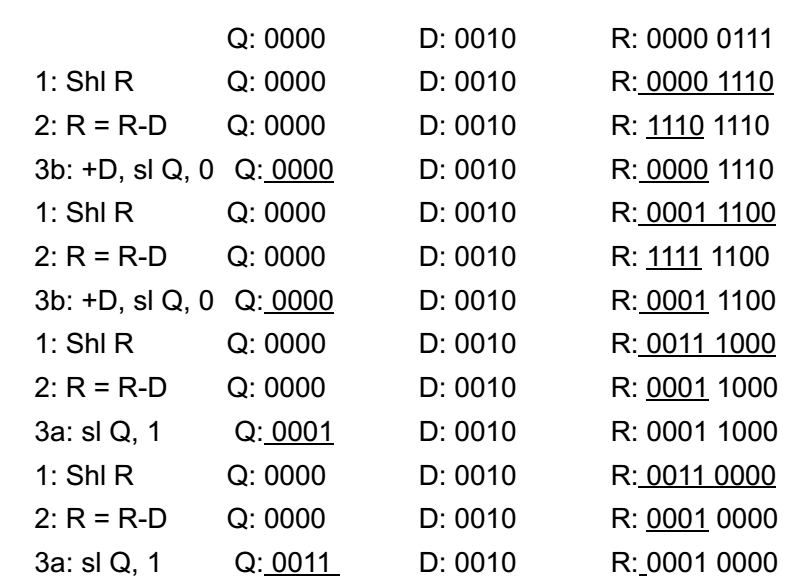 Q: 0000 D: 0010 R: 0000 0111
1: Shl R Q: 0000 D: 0010 R: 0000 1110
2: R = R-D Q: 0000 D: 0010 R: 1110 1110
3b: +D, sl Q, 0 Q: 0000 D: 0010 R: 0000 1110
1: Shl R Q: 0000 D: 0010 R: 0001 1100
2: R = R-D Q: 0000 D: 0010 R: 1111 1100
3b: +D, sl Q, 0 Q: 0000 D: 0010 R: 0001 1100
1: Shl R Q: 0000 D: 0010 R: 0011 1000
2: R = R-D Q: 0000 D: 0010 R: 0001 1000
3a: sl Q, 1 Q: 0001 D: 0010 R: 0001 1000
1: Shl R Q: 0000 D: 0010 R: 0011 0000
2: R = R-D Q: 0000 D: 0010 R: 0001 0000
3a: sl Q, 1 Q: 0011 D: 0010 R: 0001 0000